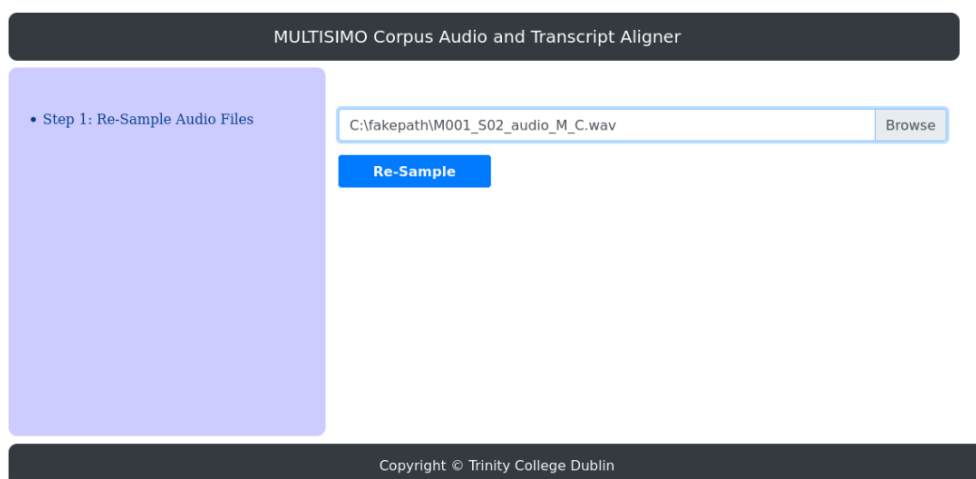 MULTISIMO Corpus Audio and Transcript Aligner
• Step 1: Re-Sample Audio Files
C:\fakepath\M001_S02_audio_M_C.wav
Browse
Re-Sample
Copyright © Trinity College Dublin